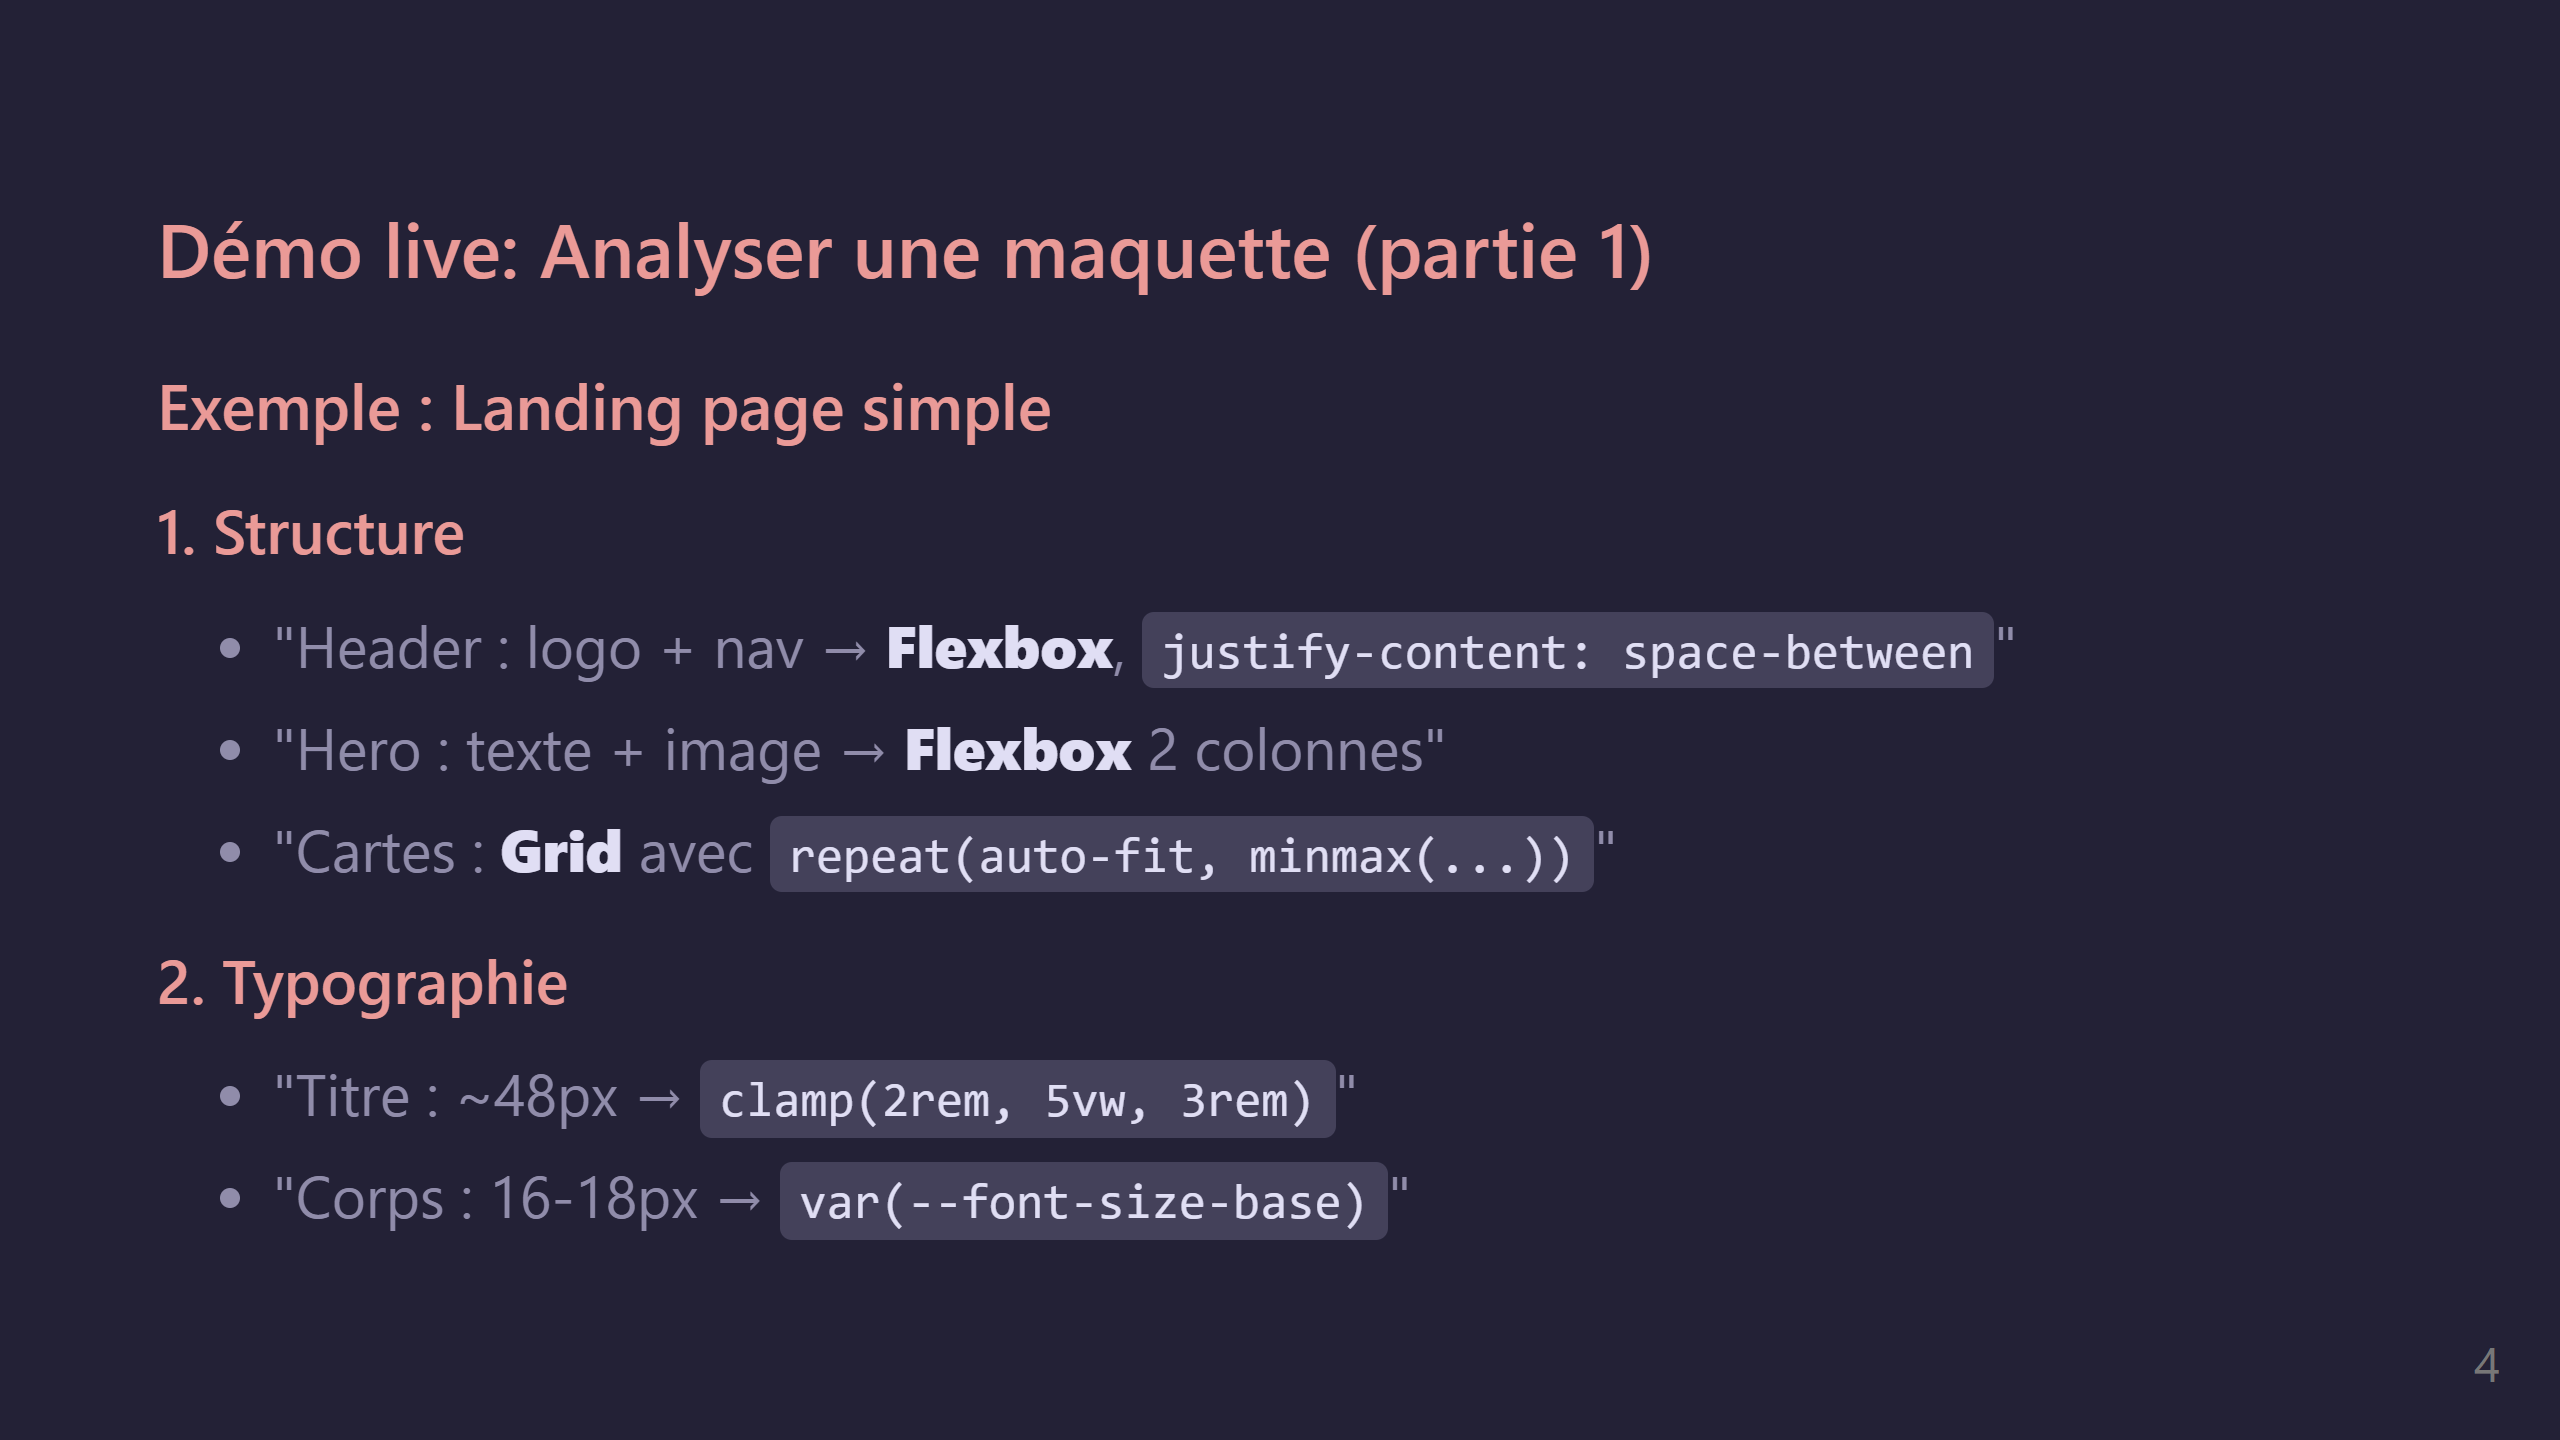 Démo live: Analyser une maquette (partie 1)
Exemple : Landing page simple
1. Structure
• "Header : logo + nav → Flexbox, justify-content: space-between"
• "Hero : texte + image → Flexbox 2 colonnes"
• "Cartes : Grid avec repeat(auto-fit, minmax(...))"
2. Typographie
• "Titre : ~48px → clamp(2rem, 5vw, 3rem)"
• "Corps : 16-18px → var(--font-size-base)"
4